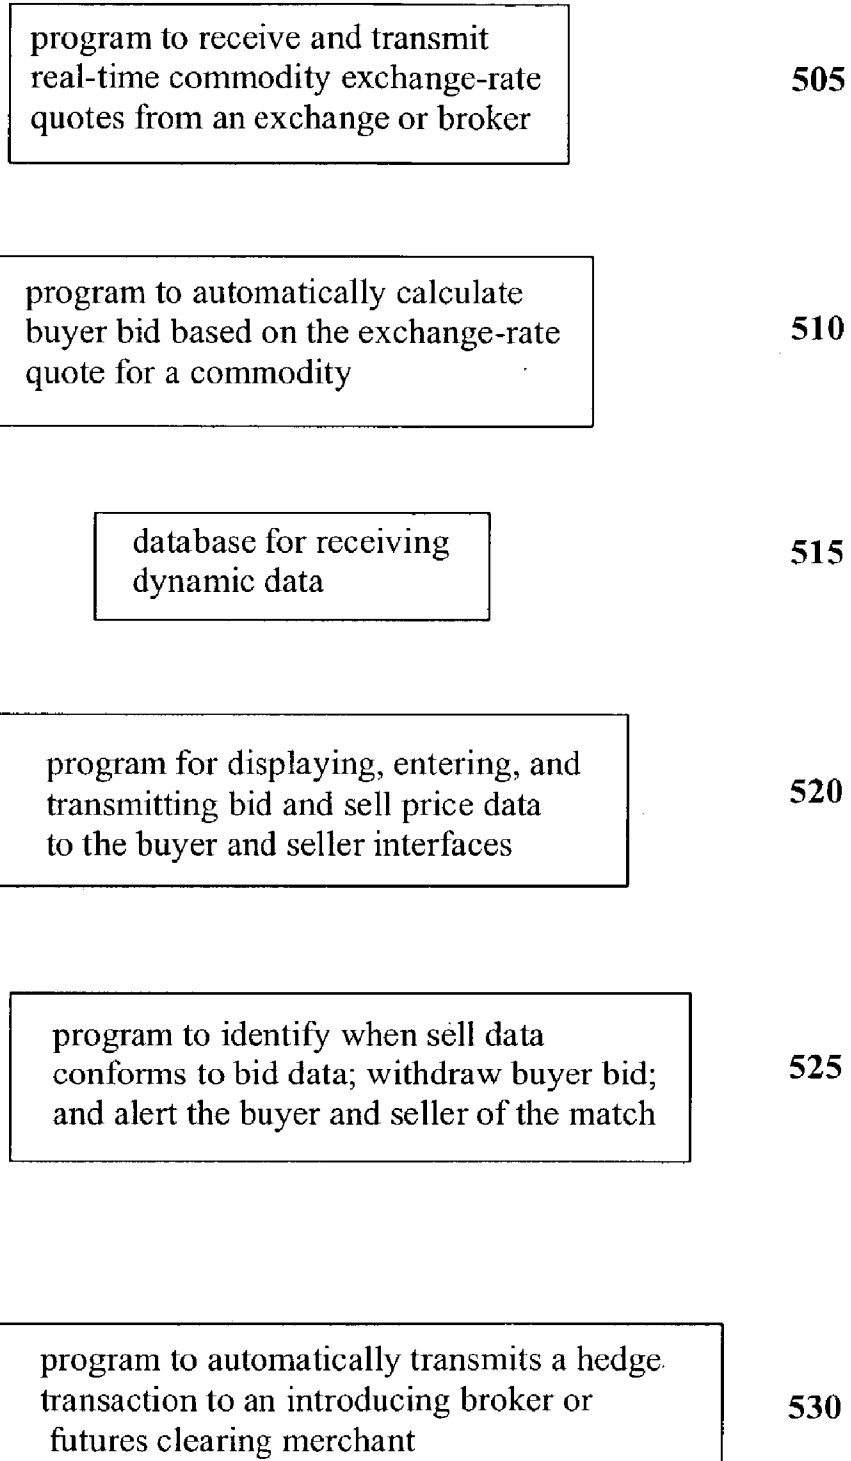 program to receive and transmit
real-time commodity exchange-rate
quotes from an exchange or broker
505
program to automatically calculate
buyer bid based on the exchange-rate
quote for a commodity
510
database for receiving
dynamic data
515
program for displaying, entering, and
transmitting bid and sell price data
to the buyer and seller interfaces
520
program to identify when sell data
conforms to bid data; withdraw buyer bid;
and alert the buyer and seller of the match
525
program to automatically transmits a hedge
transaction to an introducing broker or
futures clearing merchant
530